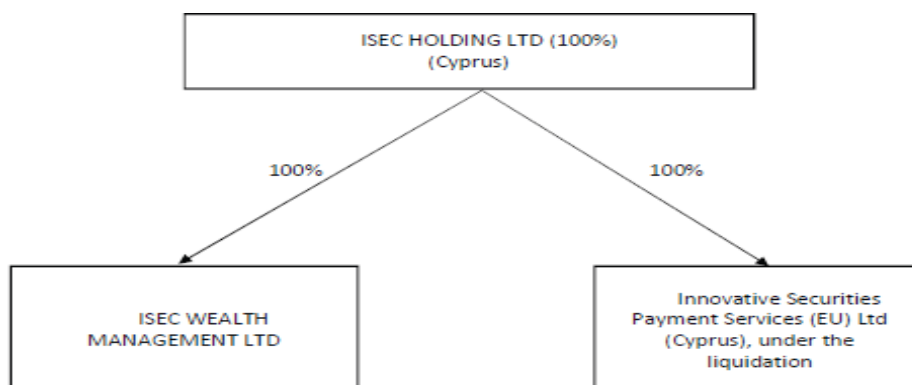 ISEC HOLDING LTD (100%)
(Cyprus)
100%
100%
ISEC WEALTH
MANAGEMENT LTD
Innovative Securities
Payment Services (EU) Ltd
(Cyprus), under the
liquidation